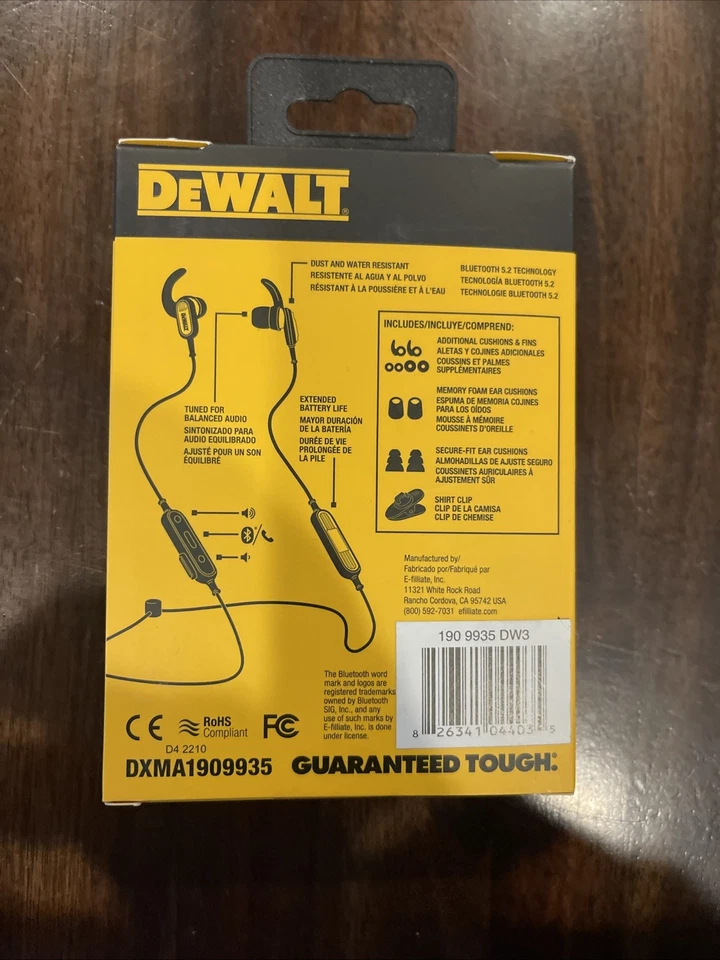 DEWALT®
DUST AND WATER RESISTANT
RESISTENTE AL AGUA Y AL POLVO
RÉSISTANT À LA POUSSIÈRE ET À L'EAU
BLUETOOTH 5.2 TECHNOLOGY
TECNOLOGÍA BLUETOOTH 5.2
TECHNOLOGIE BLUETOOTH 5.2
DEWALT
TUNED FOR
BALANCED AUDIO
SINTONIZADO PARA
AUDIO EQUILIBRADO
AJUSTÉ POUR UN SON
ÉQUILIBRÉ
EXTENDED
BATTERY LIFE
MAYOR DURACIÓN
DE LA BATERÍA
DURÉE DE VIE
PROLONGÉE DE
LA PILE
INCLUDES/INCLUYE/COMPREND:
ADDITIONAL CUSHIONS & FINS
ALETAS Y COJINES ADICIONALES
COUSSINS ET PALMES
SUPPLÉMENTAIRES
MEMORY FOAM EAR CUSHIONS
ESPUMA DE MEMORIA COJINES
PARA LOS OÍDOS
MOUSSE À MÉMOIRE
COUSSINETS D'OREILLE
SECURE-FIT EAR CUSHIONS
ALMOHADILLAS DE AJUSTE SEGURO
COUSSINETS AURICULAIRES À
AJUSTEMENT SÛR
SHIRT CLIP
CLIP DE LA CAMISA
CLIP DE CHEMISE
Manufactured by/
Fabricado por/Fabriqué par
E-filliate, Inc.
11321 White Rock Road
Rancho Cordova, CA 95742 USA
(800) 592-7031 efilliate.com
190 9935 DW3
8 26341 04403 5
The Bluetooth word
mark and logos are
registered trademarks
owned by Bluetooth
SIG, Inc., and any
use of such marks by
E-filliate, Inc. is done
under license.
CE
RoHS
Compliant
FC
D4 2210
DXMA1909935
GUARANTEED TOUGH.®